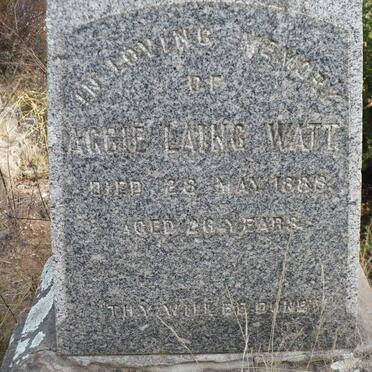 IN LOVING MEMORY
OF
AGGIE LAING WATT
DIED 28 MAY 1888
AGED 26 YEARS
"THY WILL BE DONE"